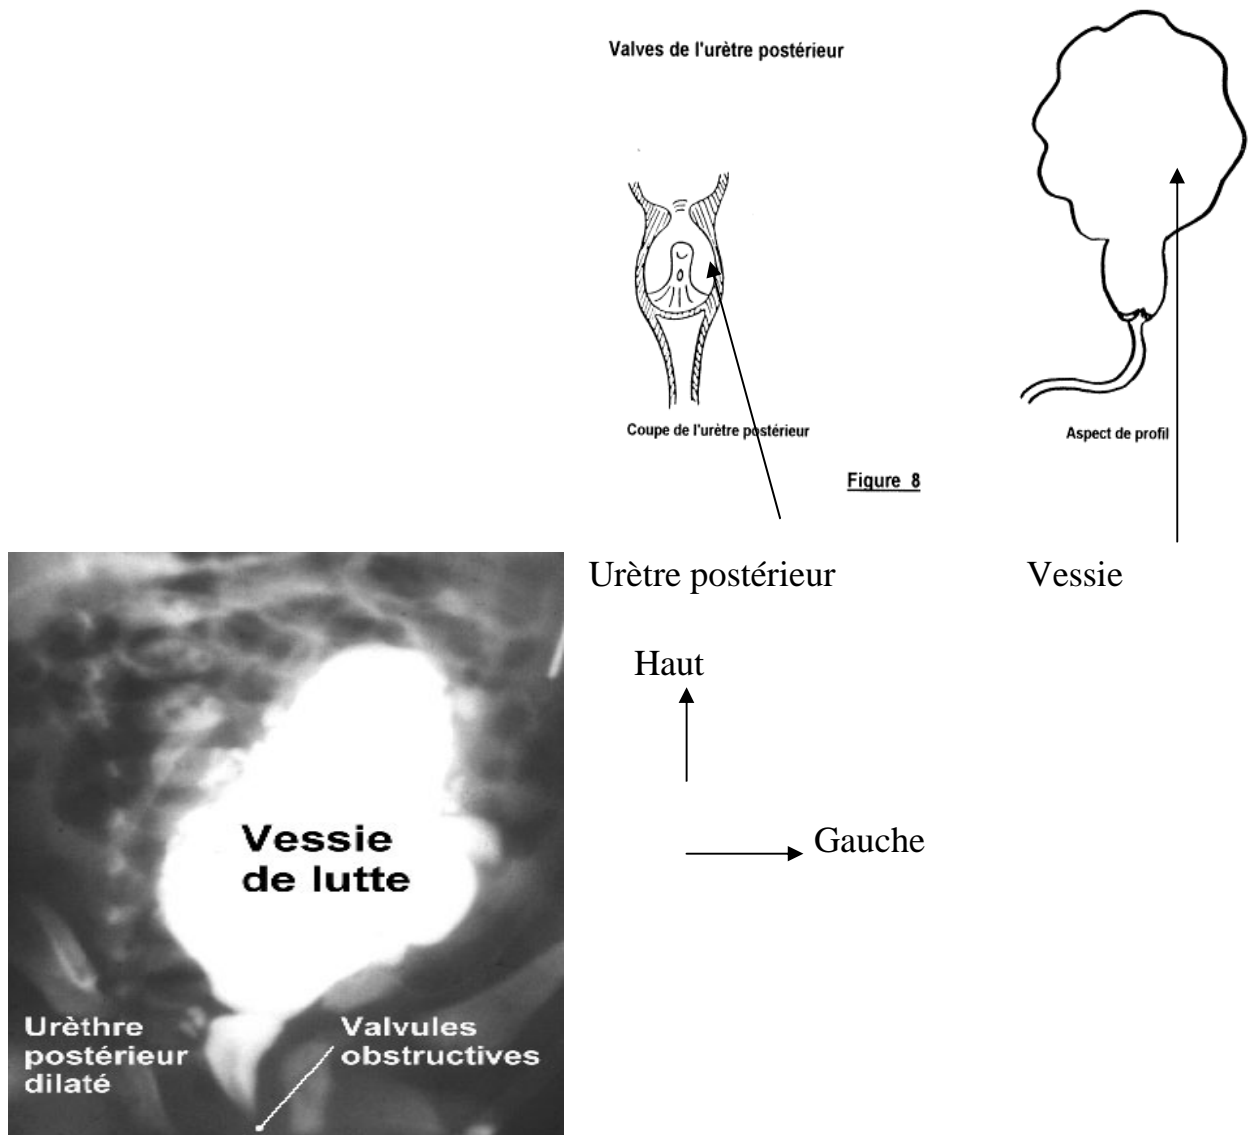 Valves de l'urètre postérieur
Coupe de l'urètre postérieur
Aspect de profil
Figure 8
Urètre postérieur
Vessie
Haut
Gauche
Vessie
de lutte
Urèthre
postérieur
dilaté
Valvules
obstructives